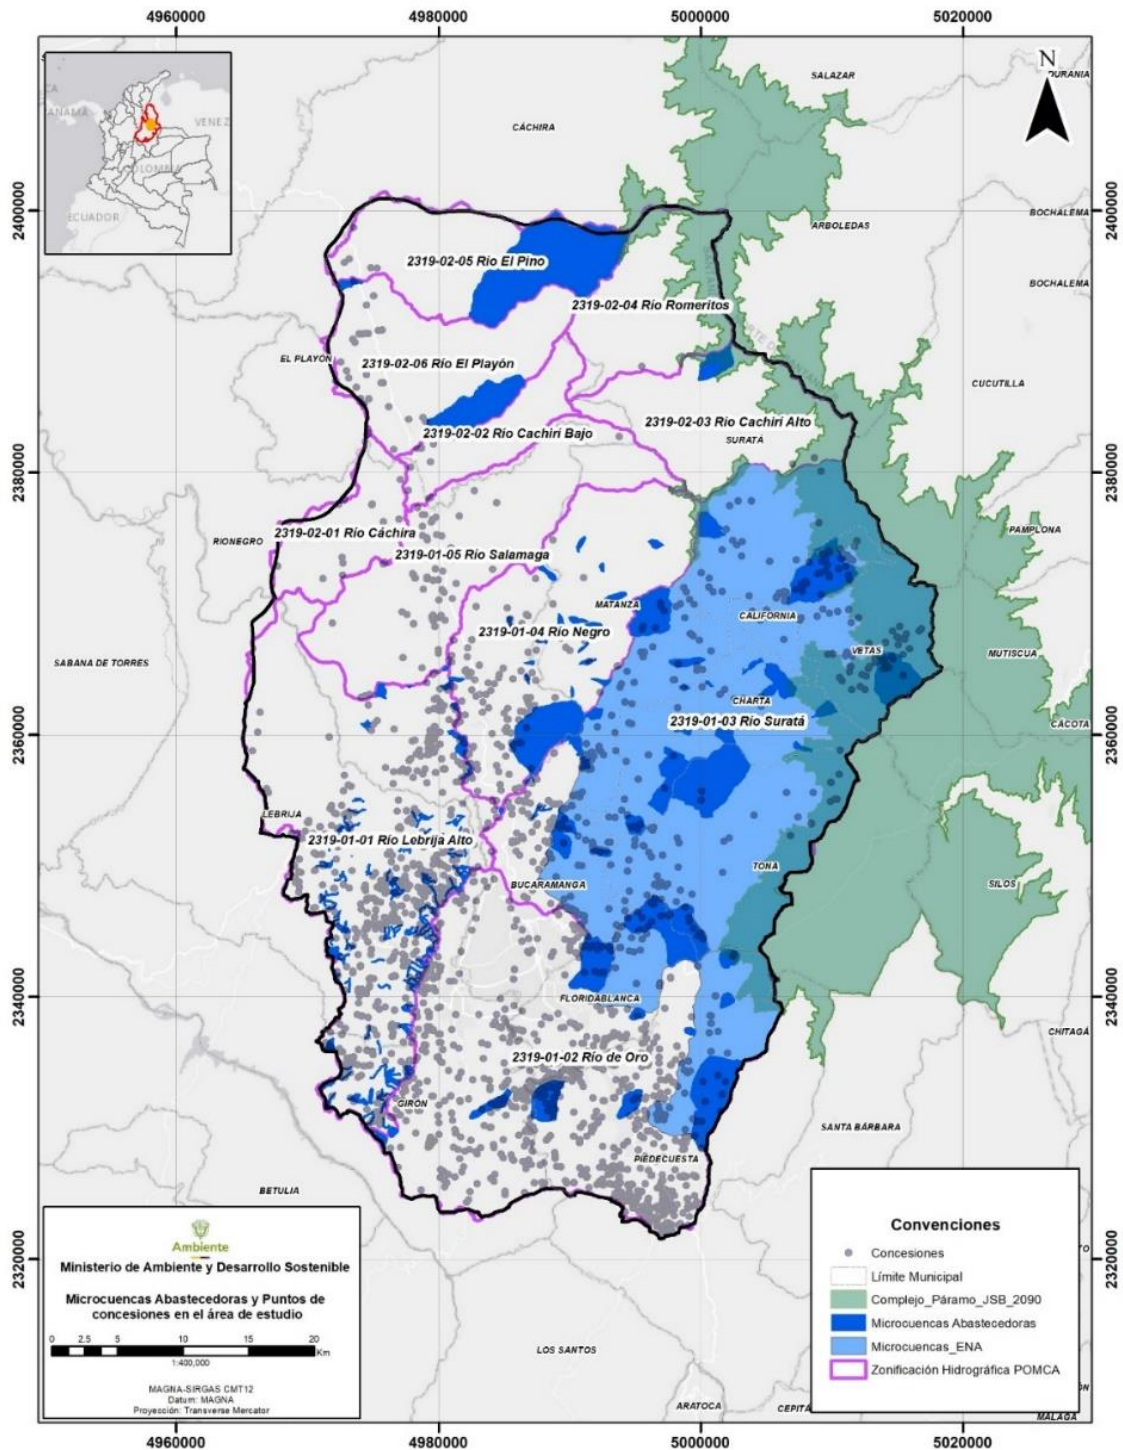 4960000
4980000
5000000
5020000
N
VENEZ
COLOMBIA
ECUADOR
SALAZAR
DURANIA
CÁCHIRA
BOCHALEMA
ARBOLEDAS
2400000
2400000
2319-02-05 Río El Pino
BOCHALEMA
2319-02-04 Río Romeritos
EL PLAYÓN
2319-02-06 Río El Playón
CUCUTILLA
2319-02-03 Río Cachirí Alto
2319-02-02 Río Cachirí Bajo
SURATÁ
2380000
2380000
PAMPLONA
2319-02-01 Río Cáchira
RIONEGRO
2319-01-05 Río Salamaga
MATANZA
CALIFORNIA
2319-01-04 Río Negro
VETAS
MUTISCUA
SABANA DE TORRES
CHARTA
2319-01-03 Río Suratá
CÁCOTA
2360000
2360000
LEBRIJA
2319-01-01 Río Lebrija Alto
TONA
BUCARAMANGA
SILOS
2340000
2340000
FLORIDABLANCA
CHITAGÁ
2319-01-02 Río de Oro
GIRÓN
SANTA BÁRBARA
PIEDECUESTA
BETULIA
2320000
2320000
LOS SANTOS
ARATOCA
MALAGA
Ambiente
Ministerio de Ambiente y Desarrollo Sostenible
Microcuencas Abastecedoras y Puntos de
concesiones en el área de estudio
0 2.5 5 10 15 20
Km
1:400,000
MAGNA-SIRGAS CMT12
Datum: MAGNA
Proyección: Transverse Mercator
Convenciones
Concesiones
Límite Municipal
Complejo_Páramo_JSB_2090
Microcuencas Abastecedoras
Microcuencas_ENA
Zonificación Hidrográfica POMCA
4960000
4980000
5000000
5020000